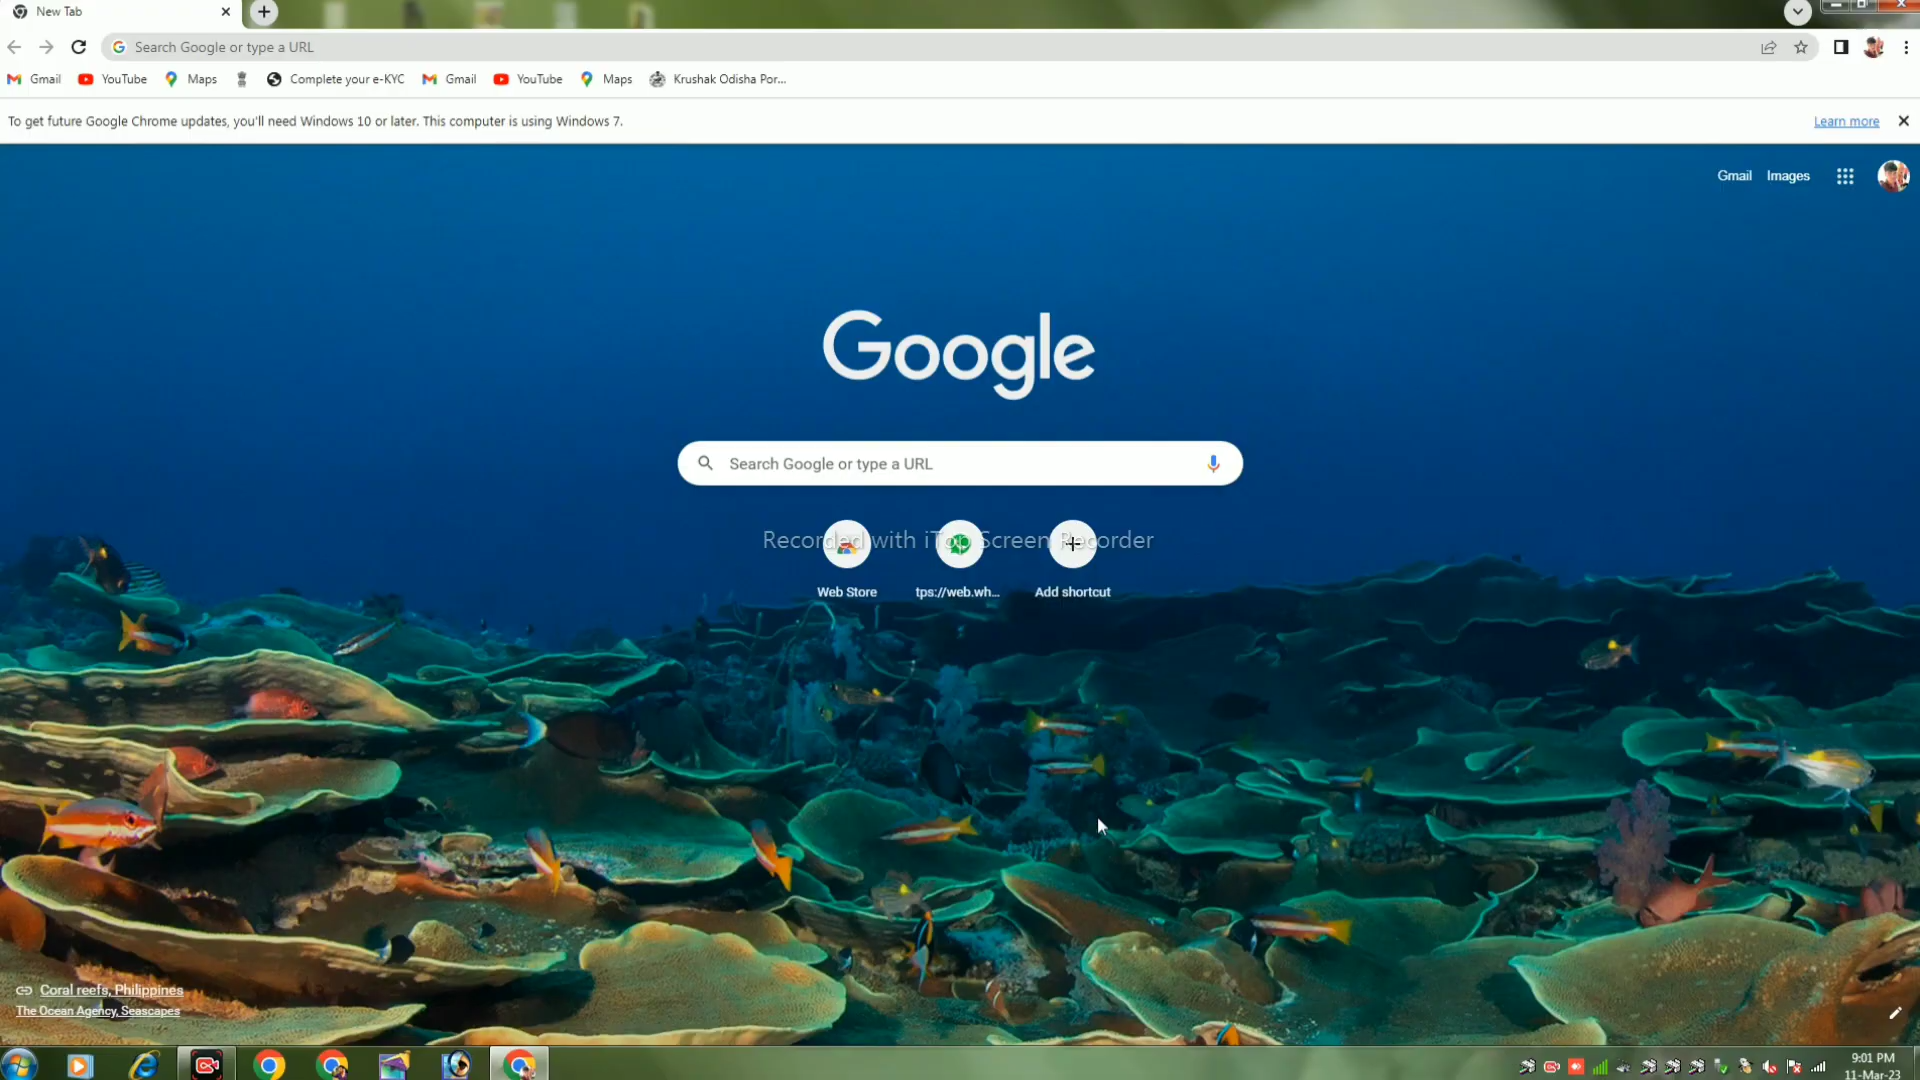 New Tab
Search Google or type a URL
Gmail YouTube Maps Complete your e-KYC Gmail YouTube Maps Krushak Odisha Por...
To get future Google Chrome updates, you'll need Windows 10 or later. This computer is using Windows 7. Learn more
Gmail Images
Google
Search Google or type a URL
Recorded with iTop Screen Recorder
Web Store tps://web.wh... Add shortcut
Coral reefs, Philippines
The Ocean Agency, Seascapes
9:01 PM
11-Mar-23